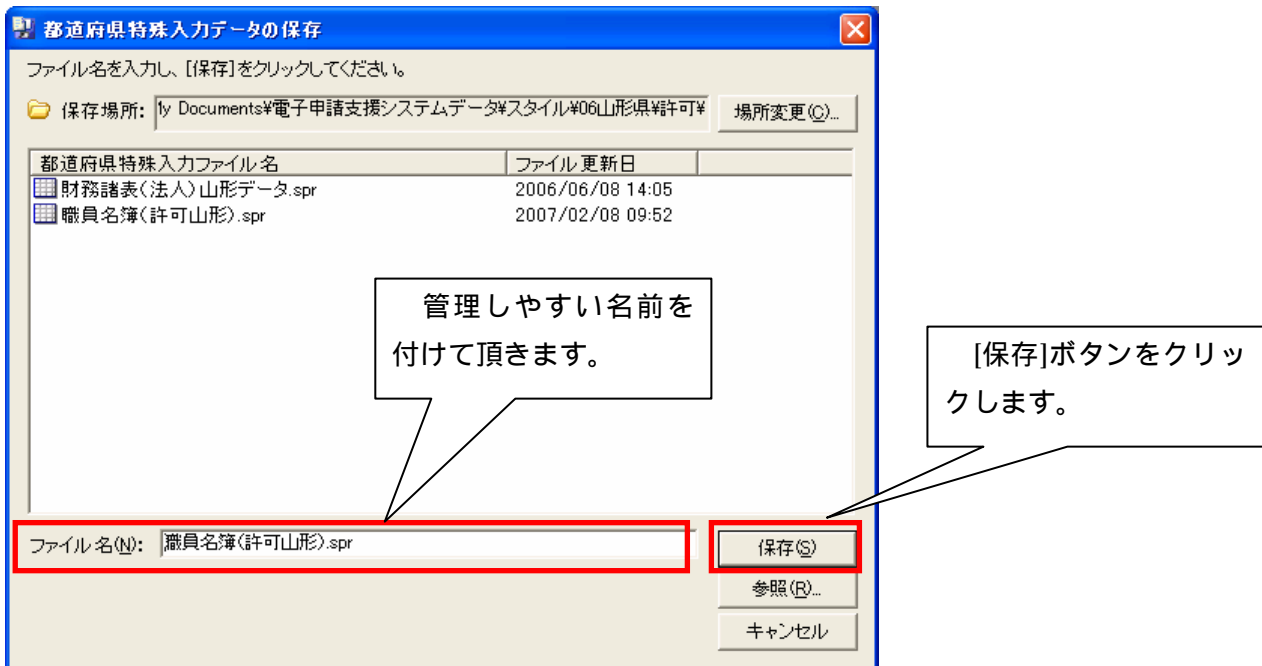 都道府県特殊入力データの保存
ファイル名を入力し、[保存]をクリックしてください。
保存場所: ly Documents¥電子申請支援システムデータ¥スタイル¥06山形県¥許可¥ 場所変更(C)...
都道府県特殊入力ファイル名 ファイル更新日
財務諸表(法人)山形データ.spr 2006/06/08 14:05
職員名簿(許可山形).spr 2007/02/08 09:52
管理しやすい名前を
付けて頂きます。
[保存]ボタンをクリッ
クします。
ファイル名(N): 職員名簿(許可山形).spr 保存(S)
参照(R)...
キャンセル